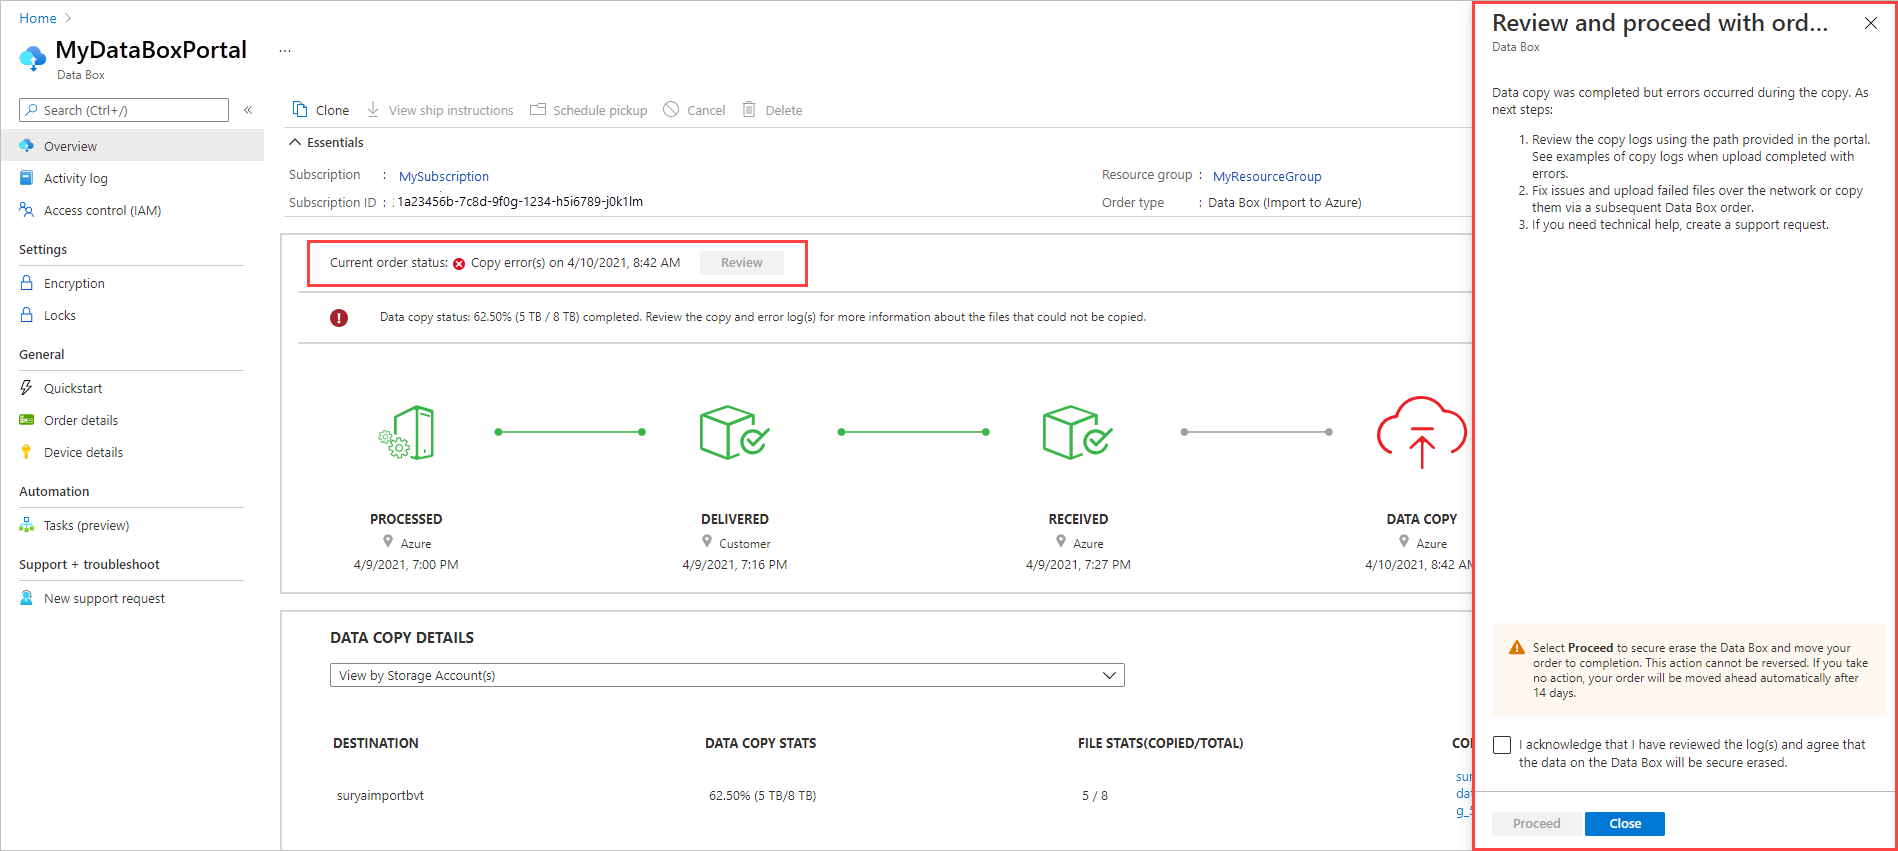 Home
MyDataBoxPortal
...
Data Box
Search (Ctrl+/)
«
Overview
Activity log
Access control (IAM)
Settings
Encryption
Locks
General
Quickstart
Order details
Device details
Automation
Tasks (preview)
Support + troubleshoot
New support request
Clone View ship instructions Schedule pickup Cancel Delete
Essentials
Subscription : MySubscription
Resource group : MyResourceGroup
Subscription ID : 1a23456b-7c8d-9f0g-1234-h5i6789-j0k1lm
Order type : Data Box (Import to Azure)
Current order status: Copy error(s) on 4/10/2021, 8:42 AM Review
Data copy status: 62.50% (5 TB / 8 TB) completed. Review the copy and error log(s) for more information about the files that could not be copied.
PROCESSED
Azure
4/9/2021, 7:00 PM
DELIVERED
Customer
4/9/2021, 7:16 PM
RECEIVED
Azure
4/9/2021, 7:27 PM
DATA COPY
Azure
4/10/2021, 8:42 AM
DATA COPY DETAILS
View by Storage Account(s)
DESTINATION DATA COPY STATS FILE STATS(COPIED/TOTAL)
suryaimportbvt 62.50% (5 TB/8 TB) 5 / 8
Review and proceed with ord...
Data Box
Data copy was completed but errors occurred during the copy. As
next steps:
1. Review the copy logs using the path provided in the portal.
See examples of copy logs when upload completed with
errors.
2. Fix issues and upload failed files over the network or copy
them via a subsequent Data Box order.
3. If you need technical help, create a support request.
Select Proceed to secure erase the Data Box and move your
order to completion. This action cannot be reversed. If you take
no action, your order will be moved ahead automatically after
14 days.
I acknowledge that I have reviewed the log(s) and agree that
the data on the Data Box will be secure erased.
Proceed Close